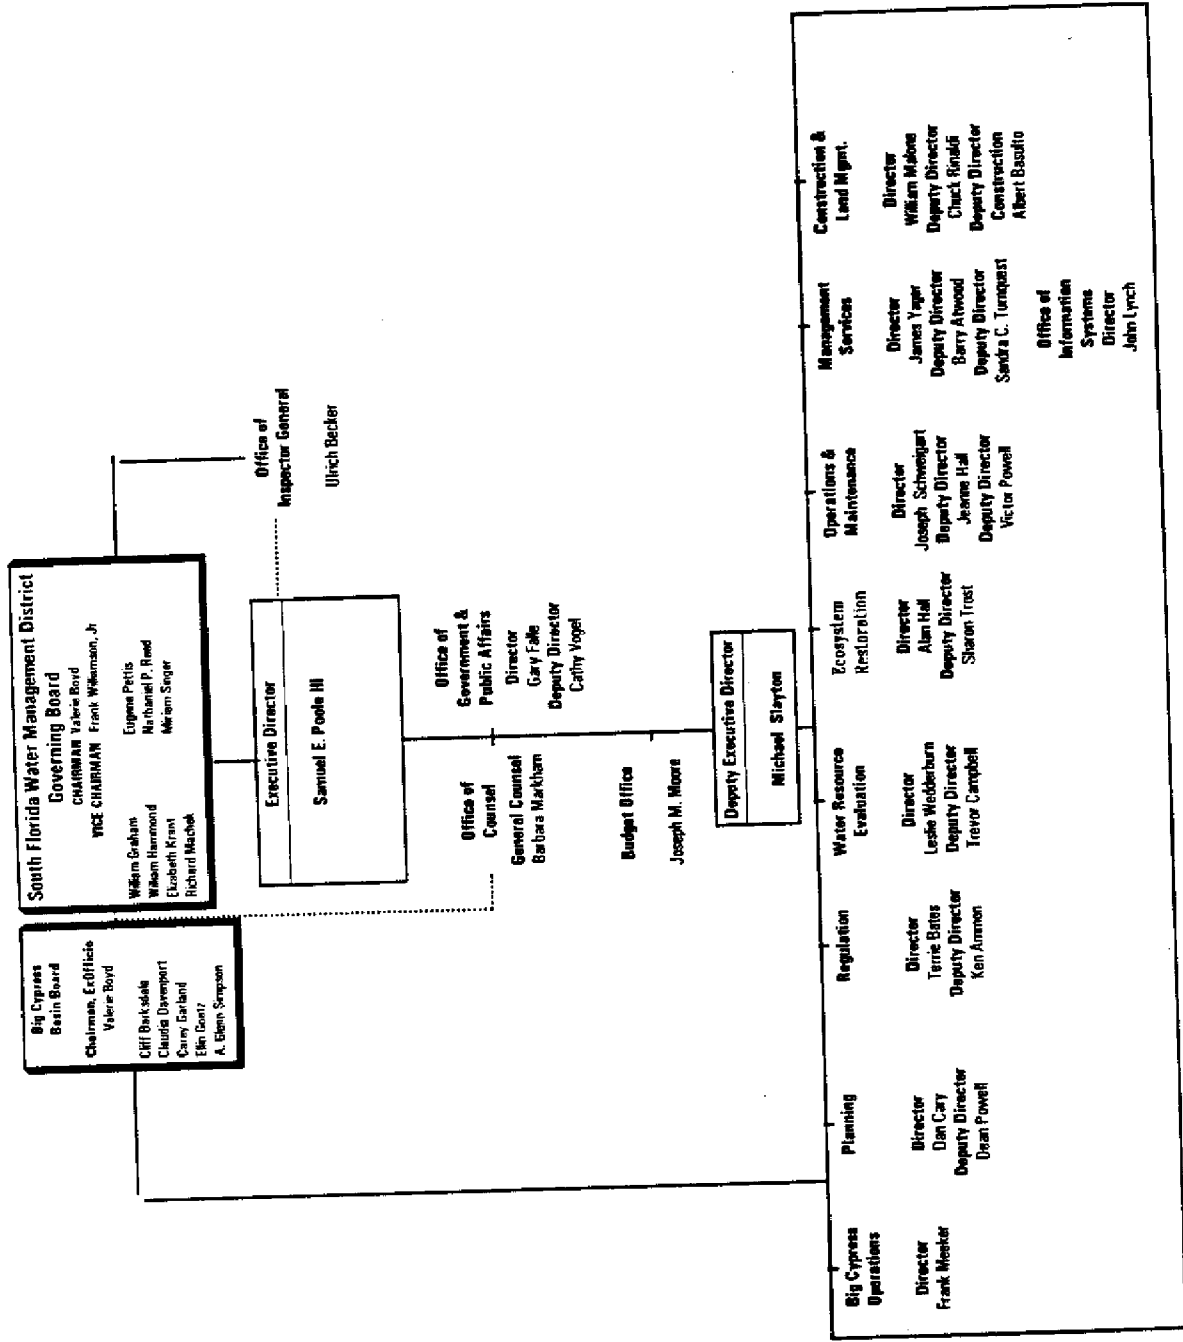 South Florida Water Management District
Governing Board
CHAIRMAN Valerie Boyd
VICE CHAIRMAN Frank Williamson, Jr
William Graham
William Hammond
Elizabeth Krant
Richard Machek
Eugene Pettis
Nathaniel P. Reed
Miriam Singer
Big Cypress
Basin Board
Chairman, ExOfficio
Valerie Boyd
Cliff Barksdale
Claudia Davenport
Carey Garland
Ellin Goetz
A. Glenn Simpson
Executive Director
Samuel E. Poole III
Office of
Inspector General
Ulrich Becker
Office of
Counsel
General Counsel
Barbara Markham
Office of
Government &
Public Affairs
Director
Gary Faile
Deputy Director
Cathy Vogel
Budget Office
Joseph M. Moore
Deputy Executive Director
Michael Slayton
Big Cypress
Operations
Director
Frank Meeker
Planning
Director
Dan Cary
Deputy Director
Dean Powell
Regulation
Director
Terrie Bates
Deputy Director
Ken Ammon
Water Resource
Evaluation
Director
Leslie Wedderburn
Deputy Director
Trevor Campbell
Ecosystem
Restoration
Director
Alan Hall
Deputy Director
Sharon Trost
Operations &
Maintenance
Director
Joseph Schweigart
Deputy Director
Jeanne Hall
Deputy Director
Victor Powell
Management
Services
Director
James Yager
Deputy Director
Barry Atwood
Deputy Director
Sandra C. Turnquest
Office of
Information
Systems
Director
John Lynch
Construction &
Land Mgmt.
Director
William Malone
Deputy Director
Chuck Rinaldi
Deputy Director
Construction
Albert Basulto